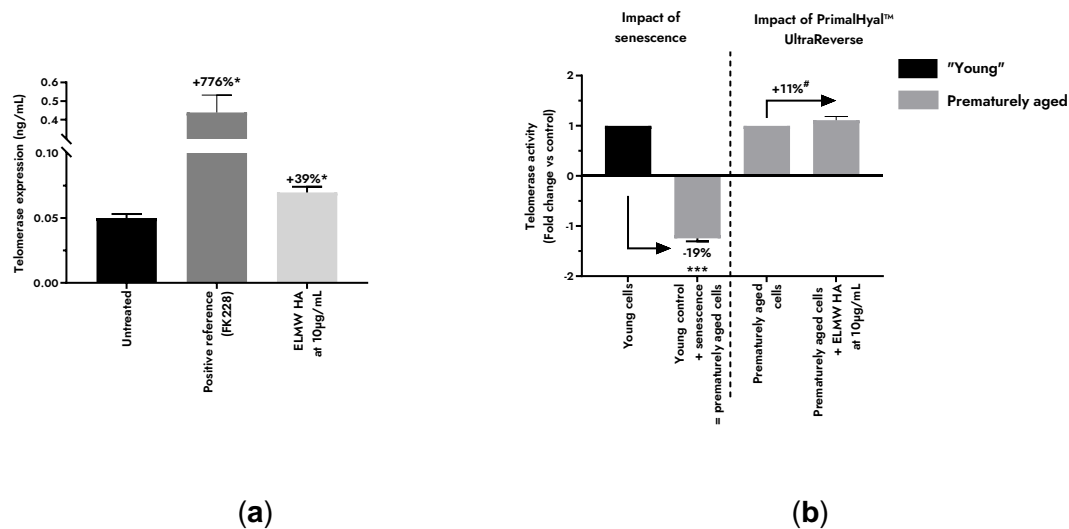 Telomerase expression (ng/mL)
0.6
0.4
0.10
0.05
0.00
+776%*
+39%*
Untreated
Positive reference
(FK228)
ELMW HA
at 10µg/mL
(a)
Impact of
senescence
Impact of PrimalHyal™
UltraReverse
"Young"
Prematurely aged
Telomerase activity
(Fold change vs control)
2
1
0
-1
-2
+11%#
-19%
***
Young cells
Young control
+ senescence
= prematurely aged cells
Prematurely aged
cells
Prematurely aged cells
+ ELMW HA
at 10µg/mL
(b)